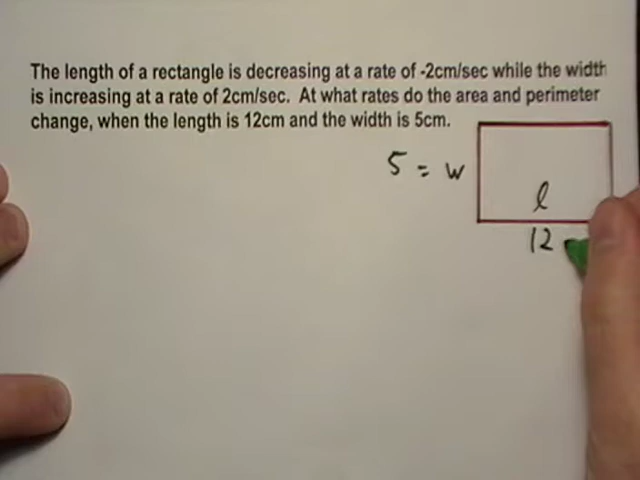 The length of a rectangle is decreasing at a rate of -2cm/sec while the width
is increasing at a rate of 2cm/sec. At what rates do the area and perimeter
change, when the length is 12cm and the width is 5cm.
5 = w
l
12